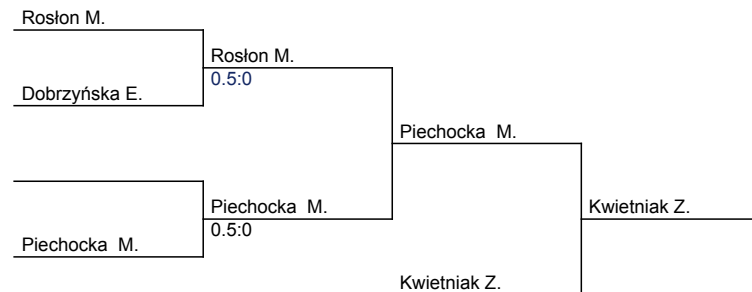 Rosłon M.
Rosłon M.
0.5:0
Dobrzyńska E.
Piechocka  M.
Piechocka  M.
0.5:0
Kwietniak Z.
Piechocka  M.
Kwietniak Z.